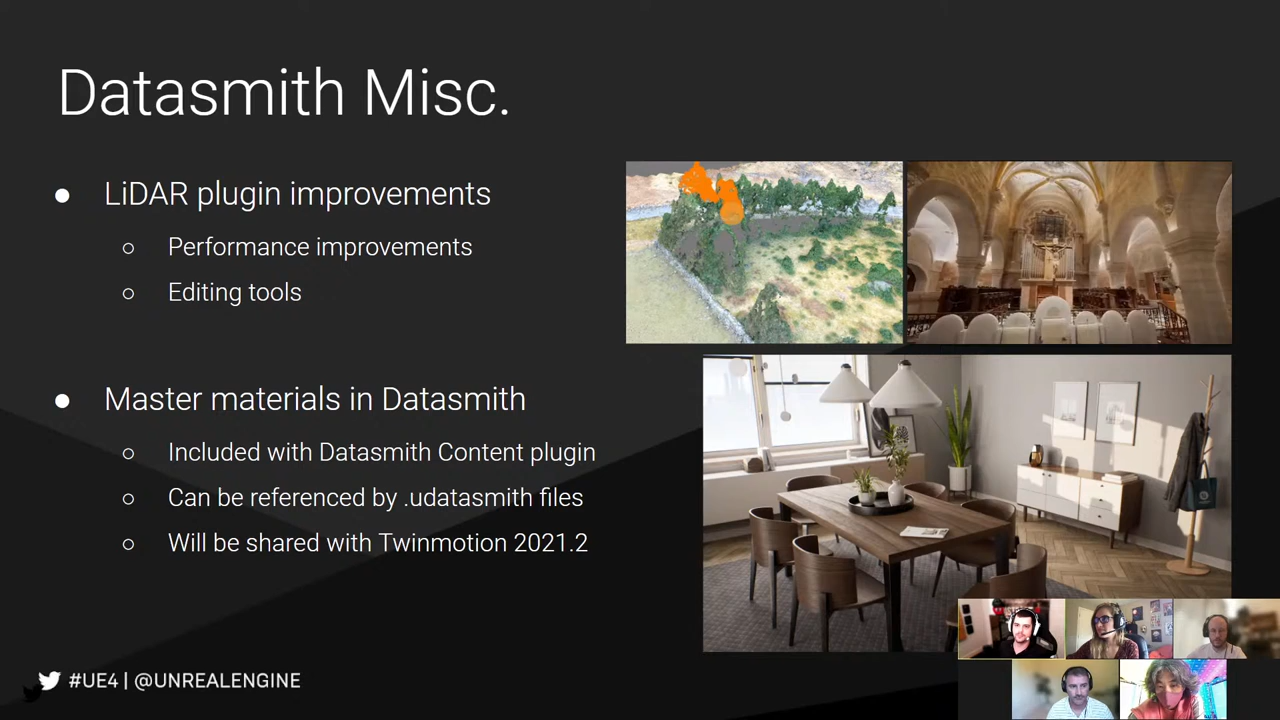 Datasmith Misc.
● LiDAR plugin improvements
○ Performance improvements
○ Editing tools
● Master materials in Datasmith
○ Included with Datasmith Content plugin
○ Can be referenced by .udatasmith files
○ Will be shared with Twinmotion 2021.2
#UE4 | @UNREALENGINE